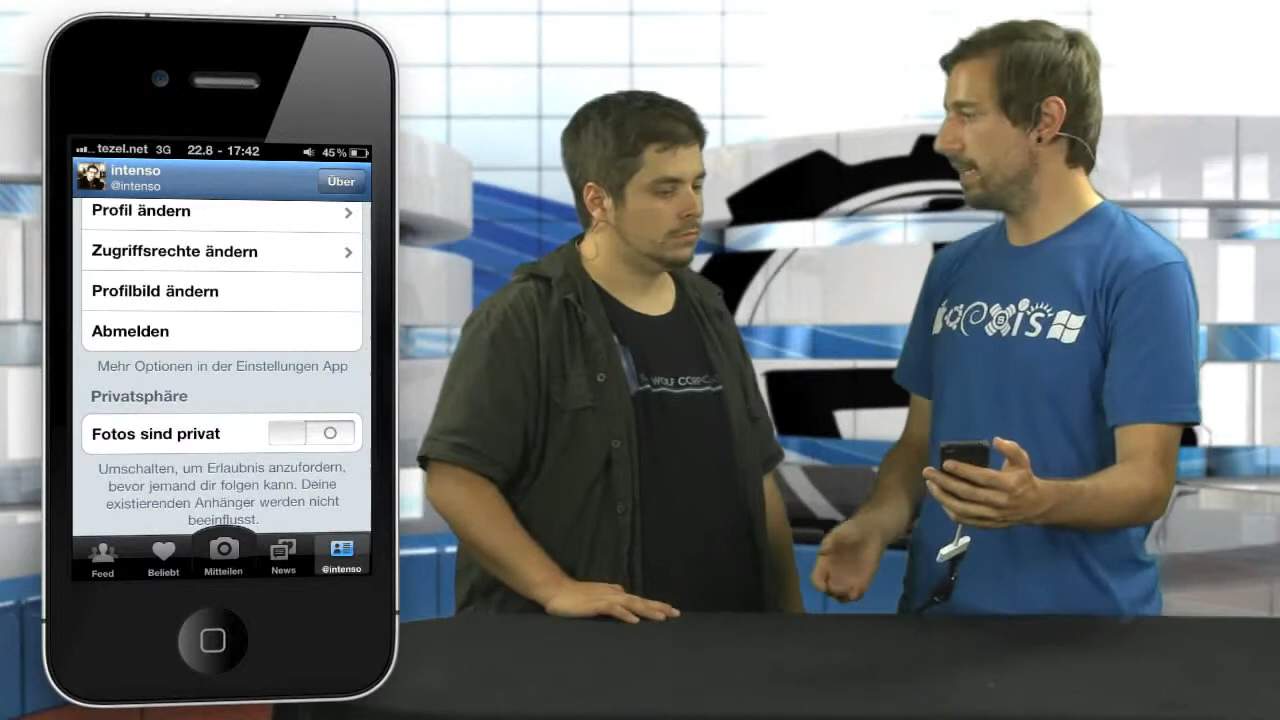 tezel.net 3G 22.8 - 17:42 45%
intenso
@intenso
Über
Profil ändern
Zugriffsrechte ändern
Profilbild ändern
Abmelden
Mehr Optionen in der Einstellungen App
Privatsphäre
Fotos sind privat
Umschalten, um Erlaubnis anzufordern,
bevor jemand dir folgen kann. Deine
existierenden Anhänger werden nicht
beeinflusst.
Feed Beliebt Mitteilen News @intenso
WOLF